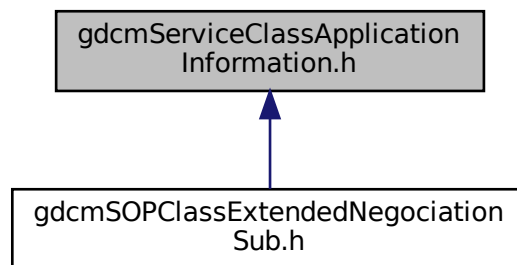 gdcmServiceClassApplication
Information.h
gdcmSOPClassExtendedNegociation
Sub.h